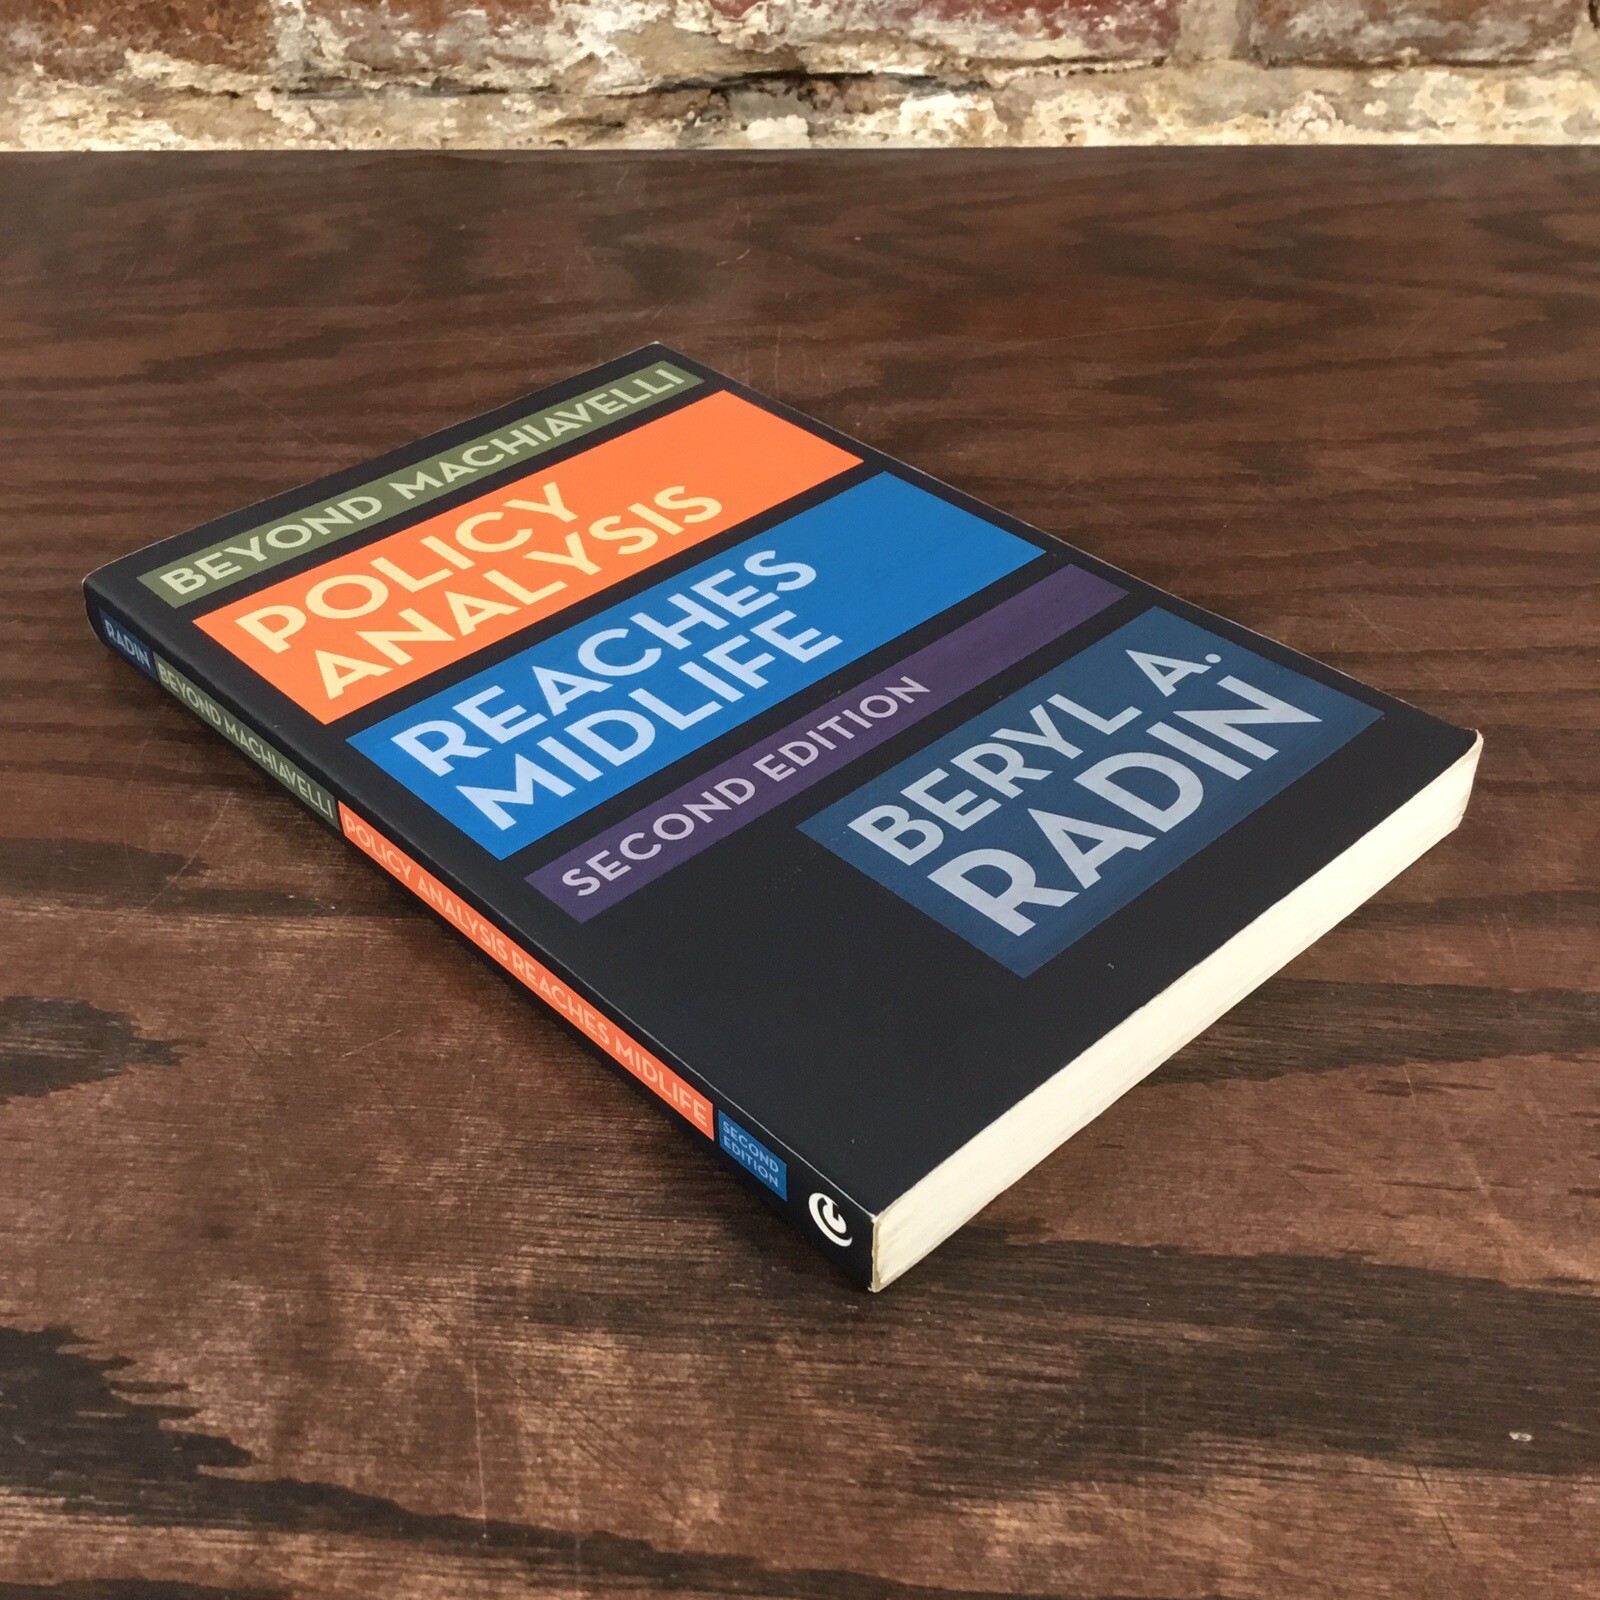 BEYOND MACHIAVELLI
POLICY
ANALYSIS
REACHES
MIDLIFE
SECOND EDITION
BERYL A.
RADIN
RADIN
BEYOND MACHIAVELLI
POLICY ANALYSIS REACHES MIDLIFE
SECOND
EDITION